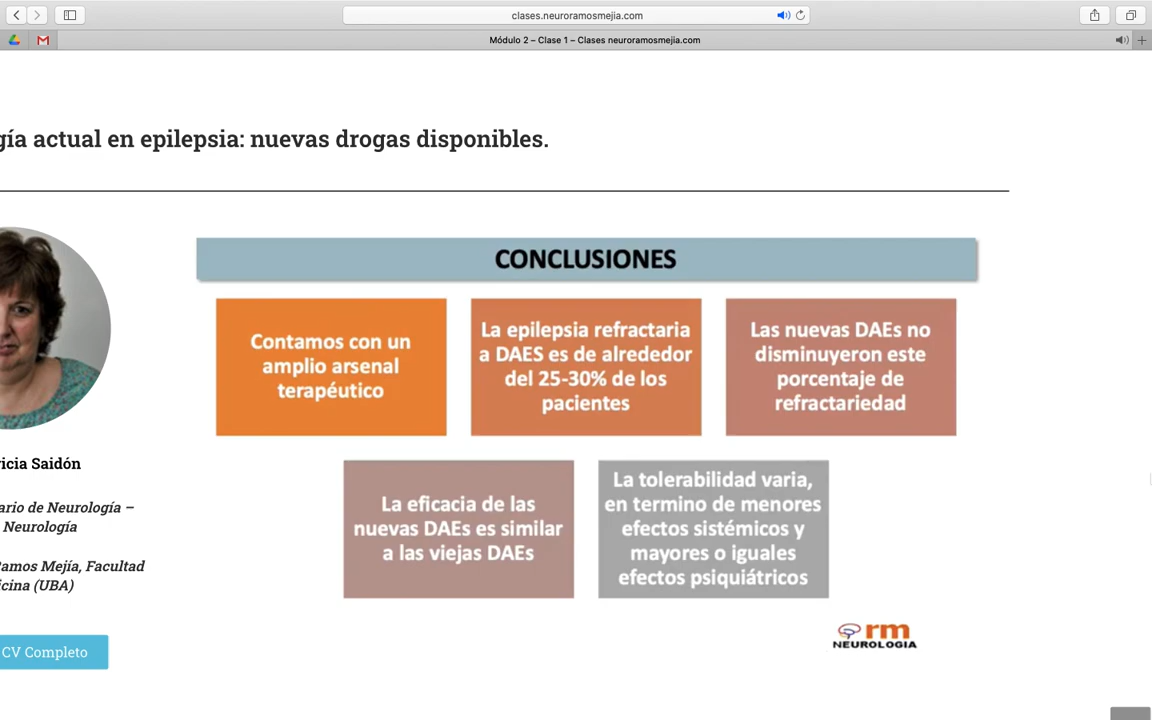 clases.neuroramosmejia.com
Módulo 2 – Clase 1 – Clases neuroramosmejia.com
gía actual en epilepsia: nuevas drogas disponibles.
CONCLUSIONES
Contamos con un
amplio arsenal
terapéutico
La epilepsia refractaria
a DAES es de alrededor
del 25-30% de los
pacientes
Las nuevas DAEs no
disminuyeron este
porcentaje de
refractariedad
La eficacia de las
nuevas DAEs es similar
a las viejas DAEs
La tolerabilidad varia,
en termino de menores
efectos sistémicos y
mayores o iguales
efectos psiquiátricos
ricia Saidón
ario de Neurología –
Neurología
Ramos Mejía, Facultad
icina (UBA)
CV Completo
rm
NEUROLOGIA